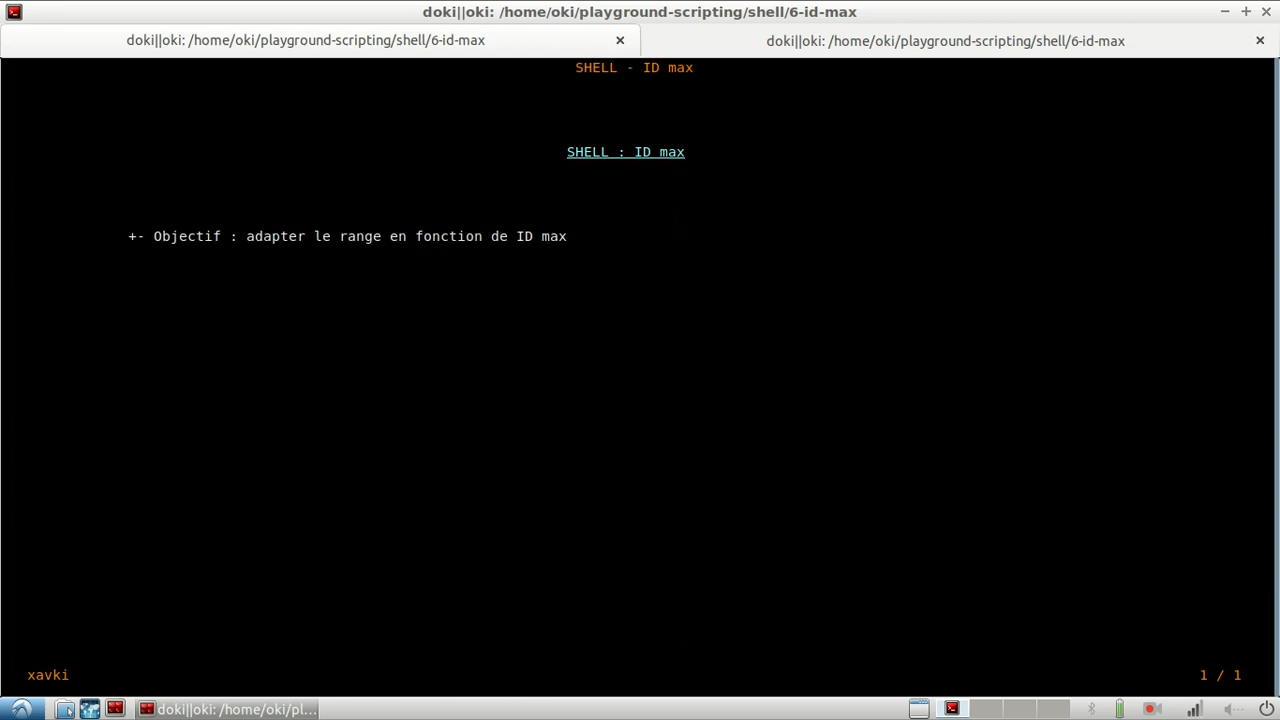 doki||oki: /home/oki/playground-scripting/shell/6-id-max
doki||oki: /home/oki/playground-scripting/shell/6-id-max
doki||oki: /home/oki/playground-scripting/shell/6-id-max
SHELL - ID max
SHELL : ID max
+- Objectif : adapter le range en fonction de ID max
xavki
1 / 1
doki||oki: /home/oki/pl...